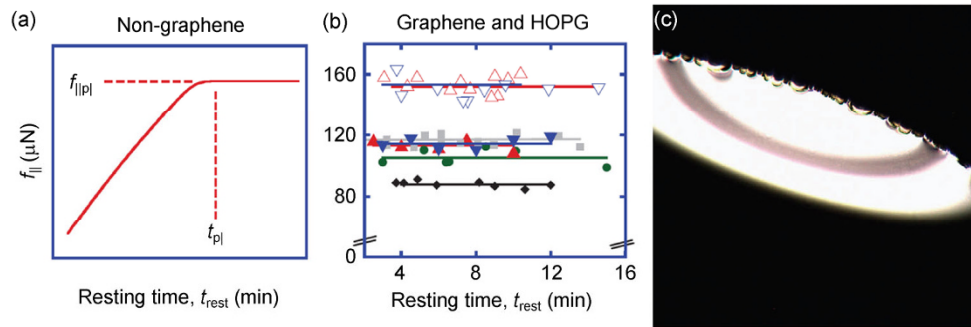 (a)
Non-graphene
f||p|
f|| (μN)
tp|
Resting time, trest (min)
(b)
Graphene and HOPG
160
120
80
0
4
8
12
16
Resting time, trest (min)
(c)